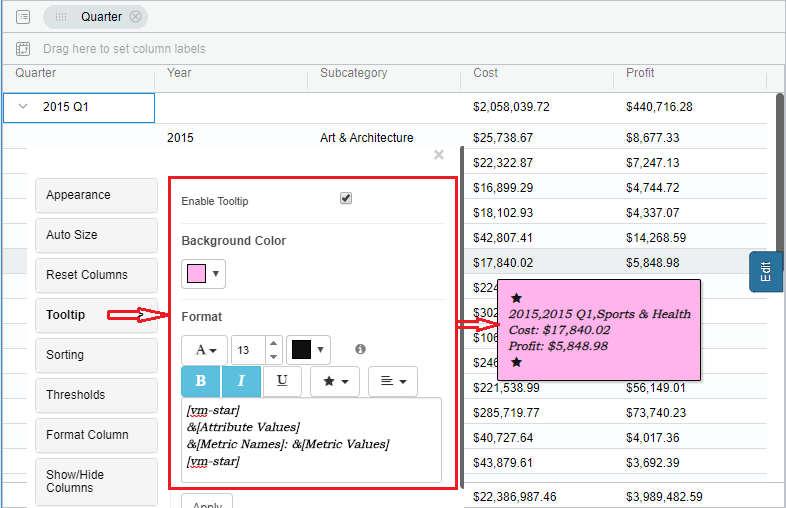 Quarter
Drag here to set column labels
Quarter Year Subcategory Cost Profit
2015 Q1 $2,058,039.72 $440,716.28
2015 Art & Architecture $25,738.67 $8,677.33
$22,322.87 $7,247.13
$16,899.29 $4,744.72
$18,102.93 $4,337.07
$42,807.41 $14,268.59
$17,840.02 $5,848.98
$224
$302
$106
$246
$221,538.99 $56,149.01
$285,719.77 $73,740.23
$40,727.64 $4,017.36
$43,879.61 $3,692.39
$22,386,987.46 $3,989,482.59
Edit
Appearance
Auto Size
Reset Columns
Tooltip
Sorting
Thresholds
Format Column
Show/Hide
Columns
Enable Tooltip
Background Color
Format
A 13
B I U
[vm-star]
&[Attribute Values]
&[Metric Names]: &[Metric Values]
[vm-star]
Apply
2015,2015 Q1,Sports & Health
Cost: $17,840.02
Profit: $5,848.98